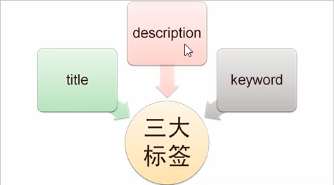 description
title
keyword
三大
标签